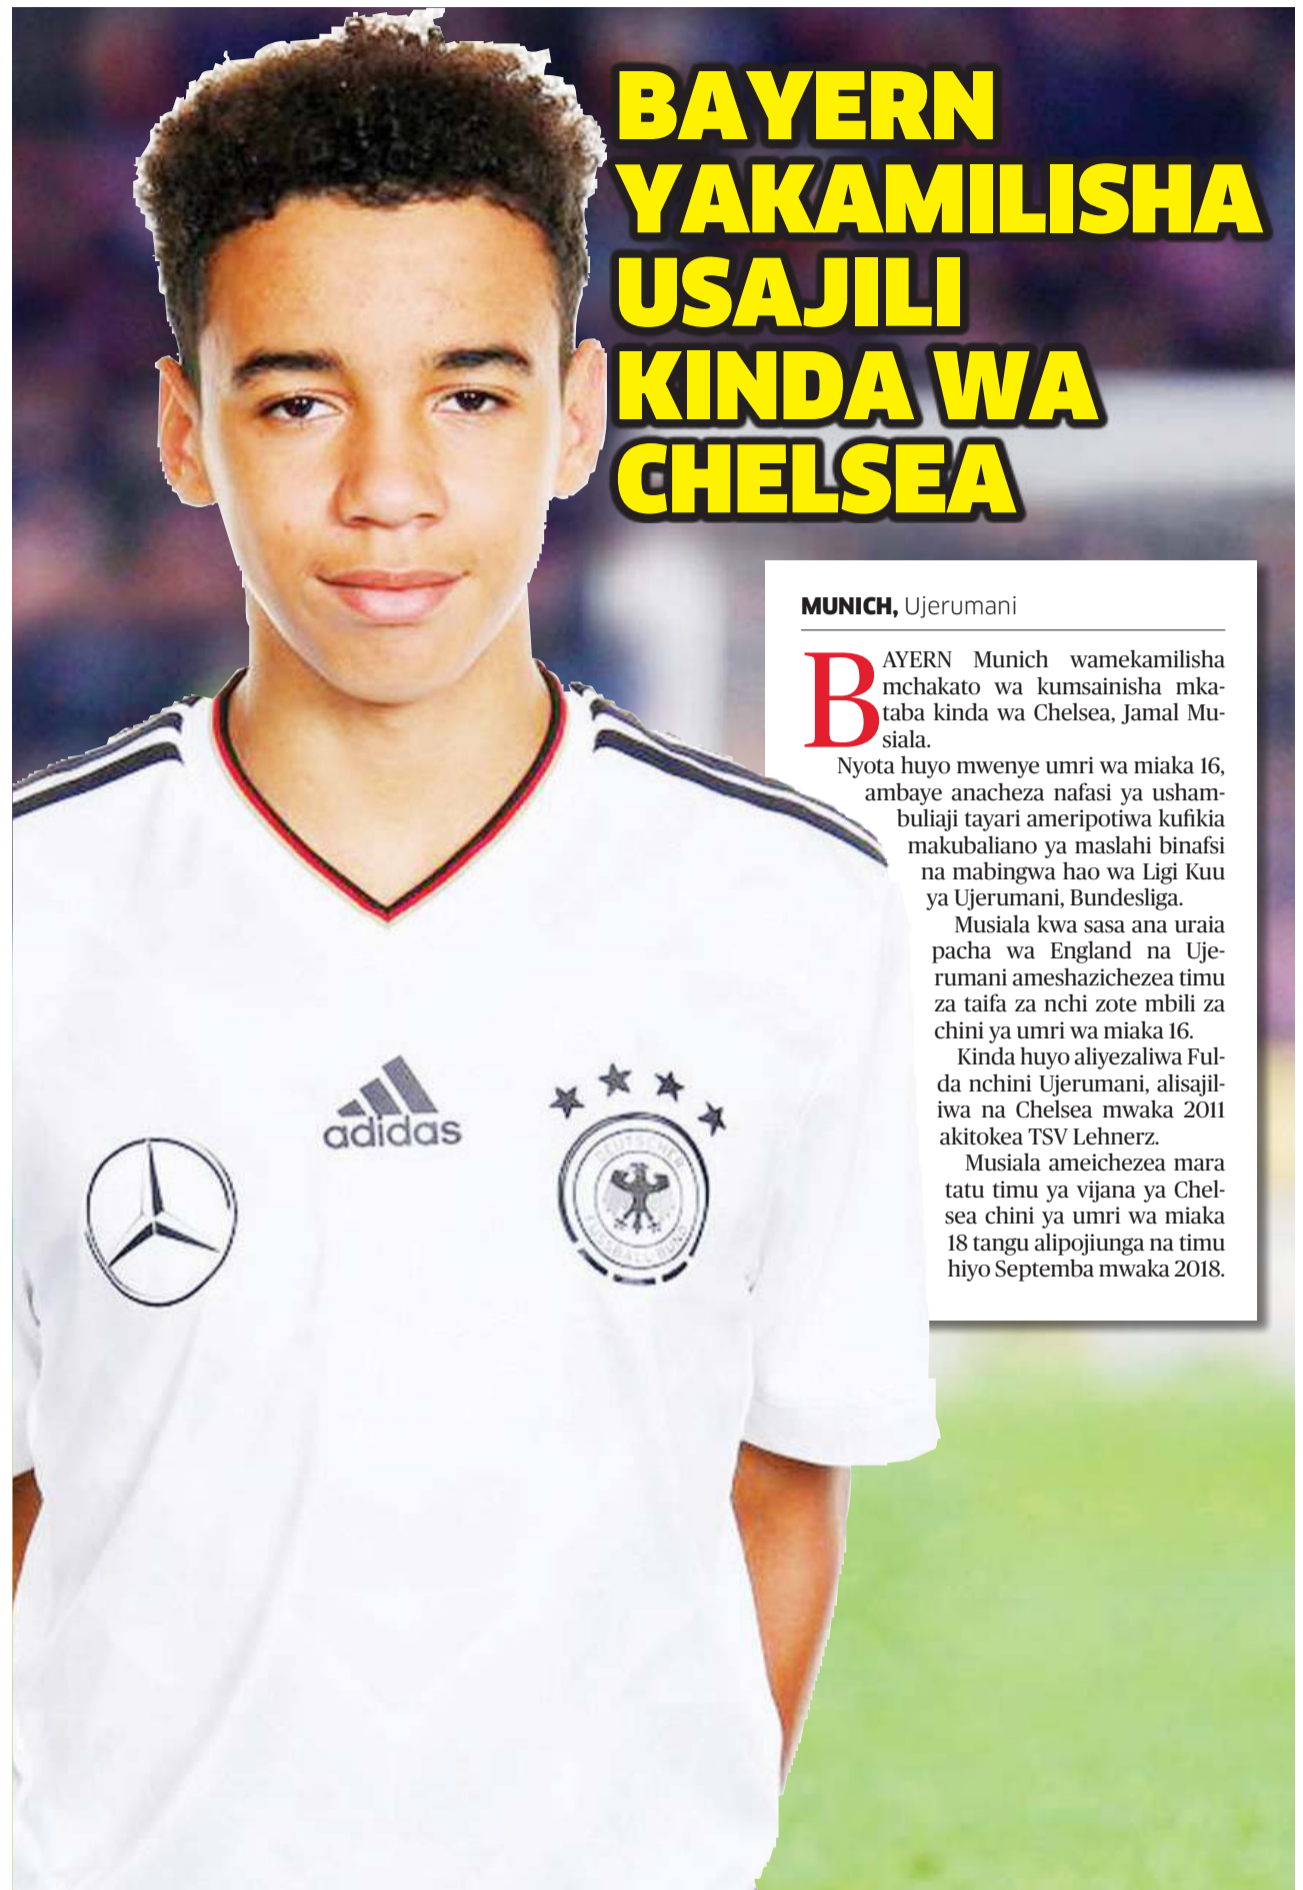 BAYERN
YAKAMILISHA
USAJILI
KINDA WA
CHELSEA
MUNICH, Ujerumani
BAYERN Munich wamekamilisha
mchakato wa kumsainisha mka-
taba kinda wa Chelsea, Jamal Mu-
siala.
Nyota huyo mwenye umri wa miaka 16,
ambaye anacheza nafasi ya usham-
buliaji tayari ameripotiwa kufikia
makubaliano ya maslahi binafsi
na mabingwa hao wa Ligi Kuu
ya Ujerumani, Bundesliga.
Musiala kwa sasa ana uraia
pacha wa England na Uje-
rumani ameshazichezea timu
za taifa za nchi zote mbili za
chini ya umri wa miaka 16.
Kinda huyo aliyezaliwa Ful-
da nchini Ujerumani, alisajil-
iwa na Chelsea mwaka 2011
akitokea TSV Lehnerz.
Musiala ameichezea mara
tatu timu ya vijana ya Chel-
sea chini ya umri wa miaka
18 tangu alipojiunga na timu
hiyo Septemba mwaka 2018.
adidas
DEUTSCHER
FUSSBALL-BUND